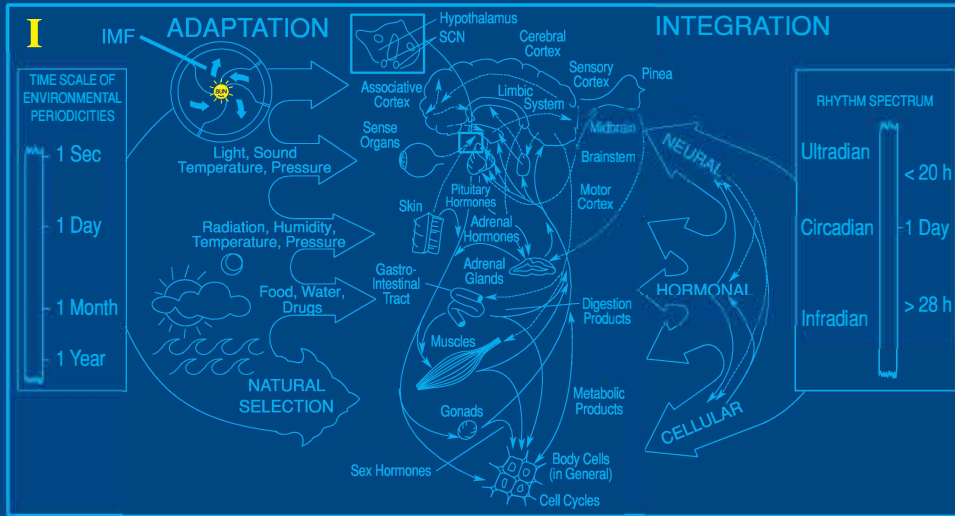 I
IMF
ADAPTATION
INTEGRATION
TIME SCALE OF
ENVIRONMENTAL
PERIODICITIES
1 Sec
1 Day
1 Month
1 Year
SUN
Light, Sound
Temperature, Pressure
Radiation, Humidity,
Temperature, Pressure
Food, Water,
Drugs
NATURAL
SELECTION
Hypothalamus
SCN
Cerebral
Cortex
Sensory
Cortex
Pinea
Associative
Cortex
Limbic
System
Sense
Organs
Midbrain
Brainstem
Pituitary
Hormones
Motor
Cortex
Skin
Adrenal
Hormones
Gastro-
Intestinal
Tract
Adrenal
Glands
Digestion
Products
Muscles
Metabolic
Products
Gonads
Sex Hormones
Body Cells
(in General)
Cell Cycles
NEURAL
HORMONAL
CELLULAR
RHYTHM SPECTRUM
Ultradian
< 20 h
Circadian
1 Day
Infradian
> 28 h